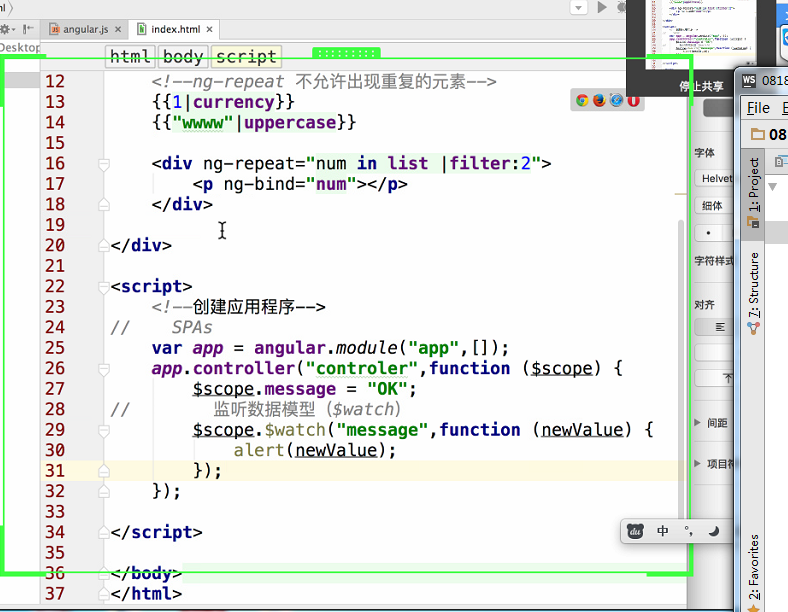 angular.js
index.html
Desktop
html body script
停止共享
WS 0818
File E
08
12 <!--ng-repeat 不允许出现重复的元素-->
13 {{1|currency}}
14 {{"wwww"|uppercase}}
15
16 <div ng-repeat="num in list |filter:2">
17 <p ng-bind="num"></p>
18 </div>
19
20 </div>
21
22 <script>
23 <!--创建应用程序-->
24 // SPAs
25 var app = angular.module("app",[]);
26 app.controller("controler",function ($scope) {
27 $scope.message = "OK";
28 // 监听数据模型（$watch）
29 $scope.$watch("message",function (newValue) {
30 alert(newValue);
31 });
32 });
33
34 </script>
35
36 </body>
37 </html>
字体
Helvet
细体
字符样式
对齐
间距
项目符
du 中 °,
1: Project
7: Structure
2: Favorites